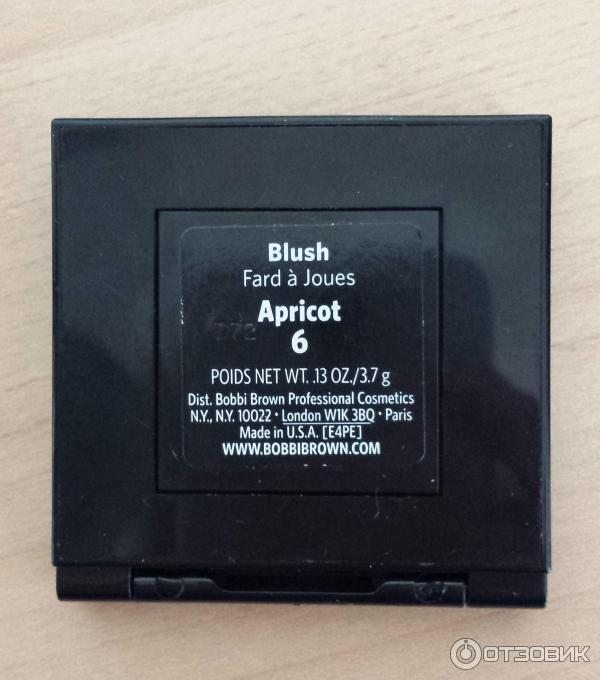 Blush
Fard à Joues
Apricot
6
POIDS NET WT. .13 OZ./3.7 g
Dist. Bobbi Brown Professional Cosmetics
N.Y., N.Y. 10022 · London W1K 3BQ · Paris
Made in U.S.A. [E4PE]
WWW.BOBBIBROWN.COM
ОТЗОВИК